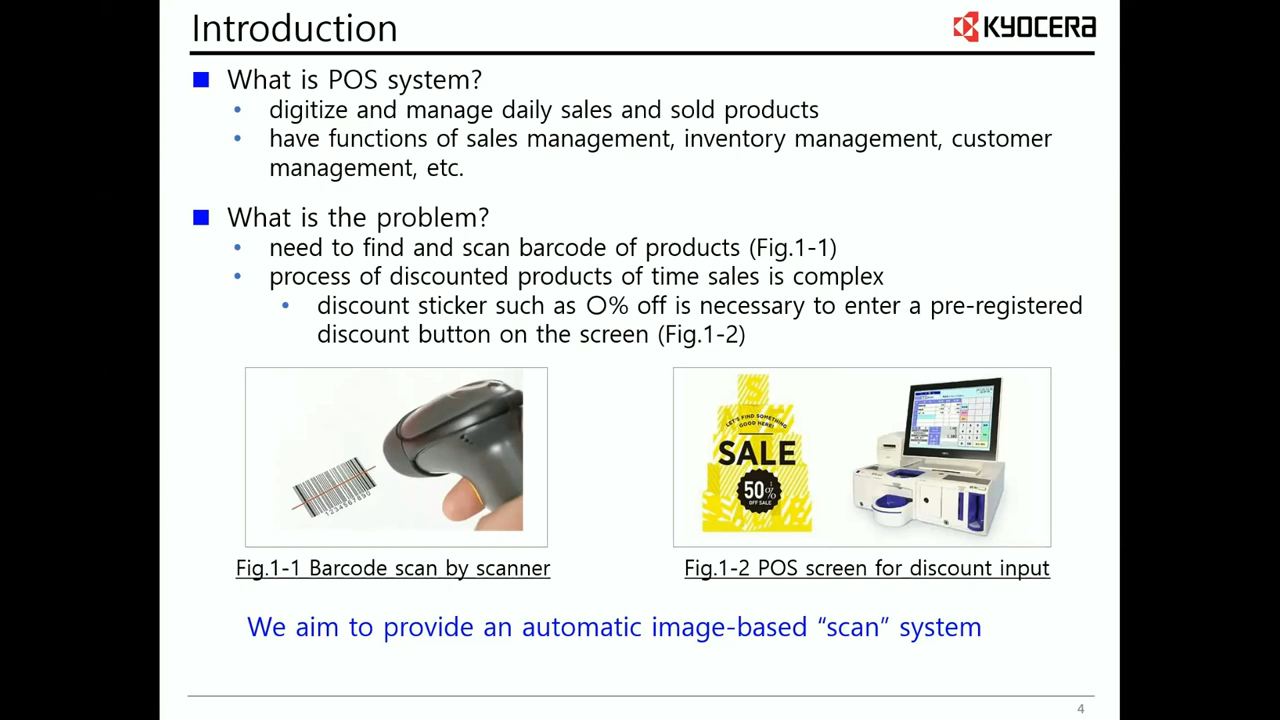 Introduction
KYOCERA
What is POS system?
digitize and manage daily sales and sold products
have functions of sales management, inventory management, customer
management, etc.
What is the problem?
need to find and scan barcode of products (Fig.1-1)
process of discounted products of time sales is complex
discount sticker such as 〇% off is necessary to enter a pre-registered
discount button on the screen (Fig.1-2)
1234567890
LET'S FIND SOMETHING
GOOD HERE!
SALE
50%
OFF SALE
Fig.1-1 Barcode scan by scanner
Fig.1-2 POS screen for discount input
We aim to provide an automatic image-based “scan” system
4